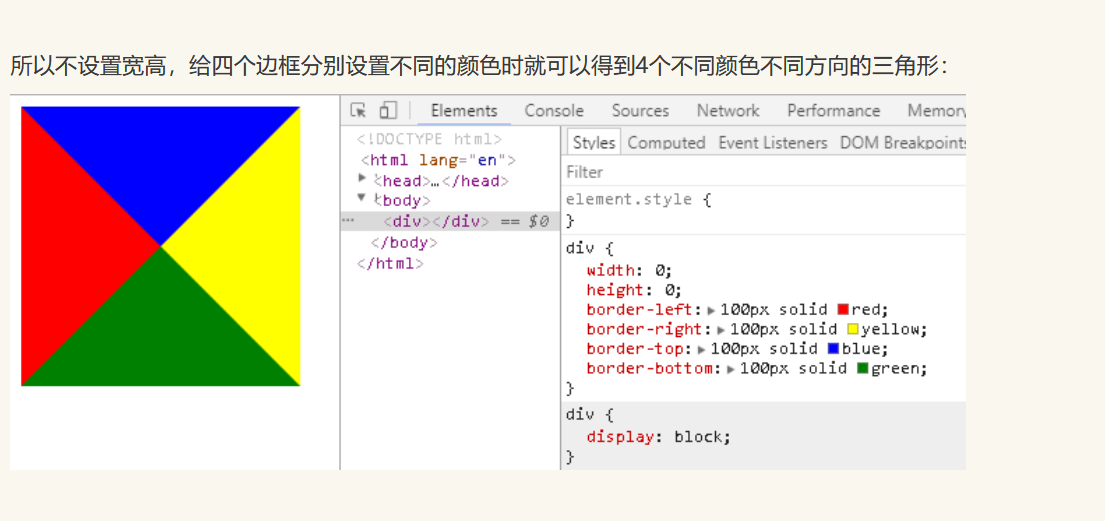 所以不设置宽高，给四个边框分别设置不同的颜色时就可以得到4个不同颜色不同方向的三角形：
Elements Console Sources Network Performance Memory
<!DOCTYPE html>
<html lang="en">
<head>…</head>
<body>
<div></div> == $0
</body>
</html>
Styles Computed Event Listeners DOM Breakpoints
Filter
element.style {
}
div {
width: 0;
height: 0;
border-left: 100px solid red;
border-right: 100px solid yellow;
border-top: 100px solid blue;
border-bottom: 100px solid green;
}
div {
display: block;
}